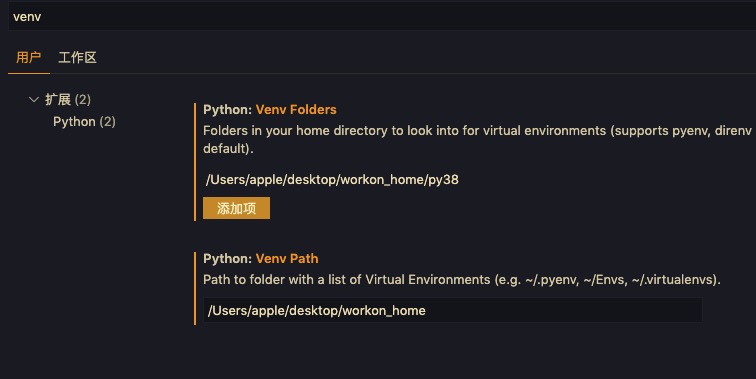 venv
用户 工作区
扩展 (2)
Python (2)
Python: Venv Folders
Folders in your home directory to look into for virtual environments (supports pyenv, direnv
default).
/Users/apple/desktop/workon_home/py38
添加项
Python: Venv Path
Path to folder with a list of Virtual Environments (e.g. ~/.pyenv, ~/Envs, ~/.virtualenvs).
/Users/apple/desktop/workon_home